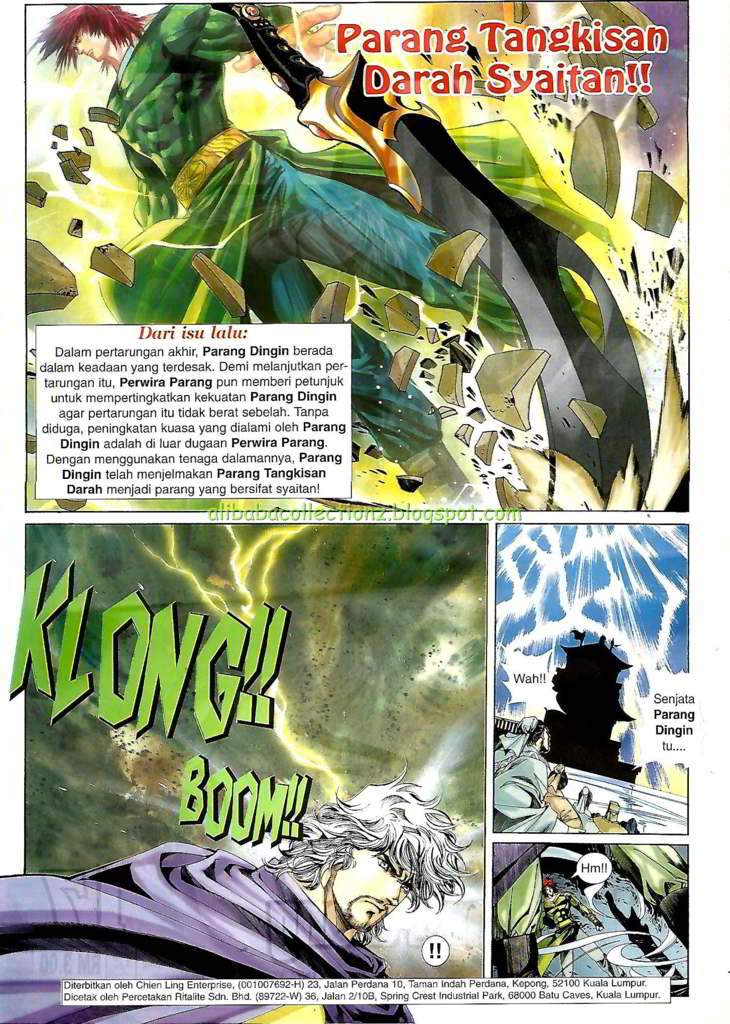 Parang Tangkisan
Darah Syaitan!!
Dari isu lalu:
Dalam pertarungan akhir, Parang Dingin berada
dalam keadaan yang terdesak. Demi melanjutkan per-
tarungan itu, Perwira Parang pun memberi petunjuk
untuk mempertingkatkan kekuatan Parang Dingin
agar pertarungan itu tidak berat sebelah. Tanpa
diduga, peningkatan kuasa yang dialami oleh Parang
Dingin adalah di luar dugaan Perwira Parang.
Dengan menggunakan tenaga dalamannya, Parang
Dingin telah menjelmakan Parang Tangkisan
Darah menjadi parang yang bersifat syaitan!
alibabacollectionz.blogspot.com
KLONG!!
BOOM!!
Wah!!
Senjata
Parang
Dingin
tu....
Hm!!
!!
Diterbitkan oleh Chien Ling Enterprise, (001007692-H) 23, Jalan Perdana 10, Taman Indah Perdana, Kepong, 52100 Kuala Lumpur.
Dicetak oleh Percetakan Ritalite Sdn. Bhd. (89722-W) 36, Jalan 2/10B, Spring Crest Industrial Park, 68000 Batu Caves, Kuala Lumpur.